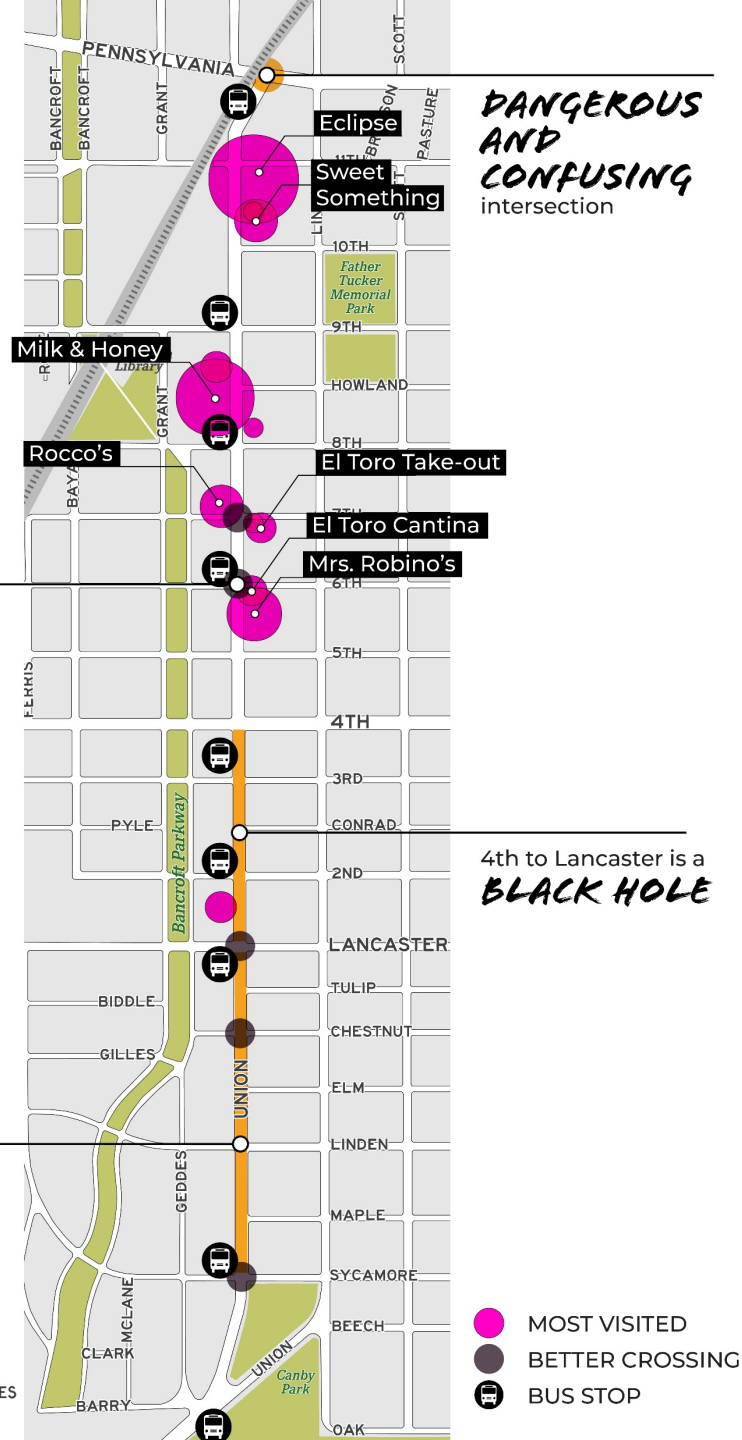 PENNSYLVANIA
SCOTT
BANCROFT
BANCROFT
GRANT
PASTURE
DANGEROUS
AND
CONFUSING
intersection
Eclipse
11TH
Sweet
Something
10TH
Father
Tucker
Memorial
Park
9TH
Milk & Honey
Library
HOWLAND
GRANT
8TH
Rocco's
El Toro Take-out
7TH
El Toro Cantina
Mrs. Robino's
6TH
5TH
FERRIS
4TH
3RD
PYLE
CONRAD
Bancroft Parkway
4th to Lancaster is a
BLACK HOLE
2ND
LANCASTER
TULIP
BIDDLE
CHESTNUT
GILLES
ELM
UNION
LINDEN
GEDDES
MAPLE
SYCAMORE
MCLANE
BEECH
CLARK
UNION
Canby
Park
BARRY
OAK
MOST VISITED
BETTER CROSSING
BUS STOP